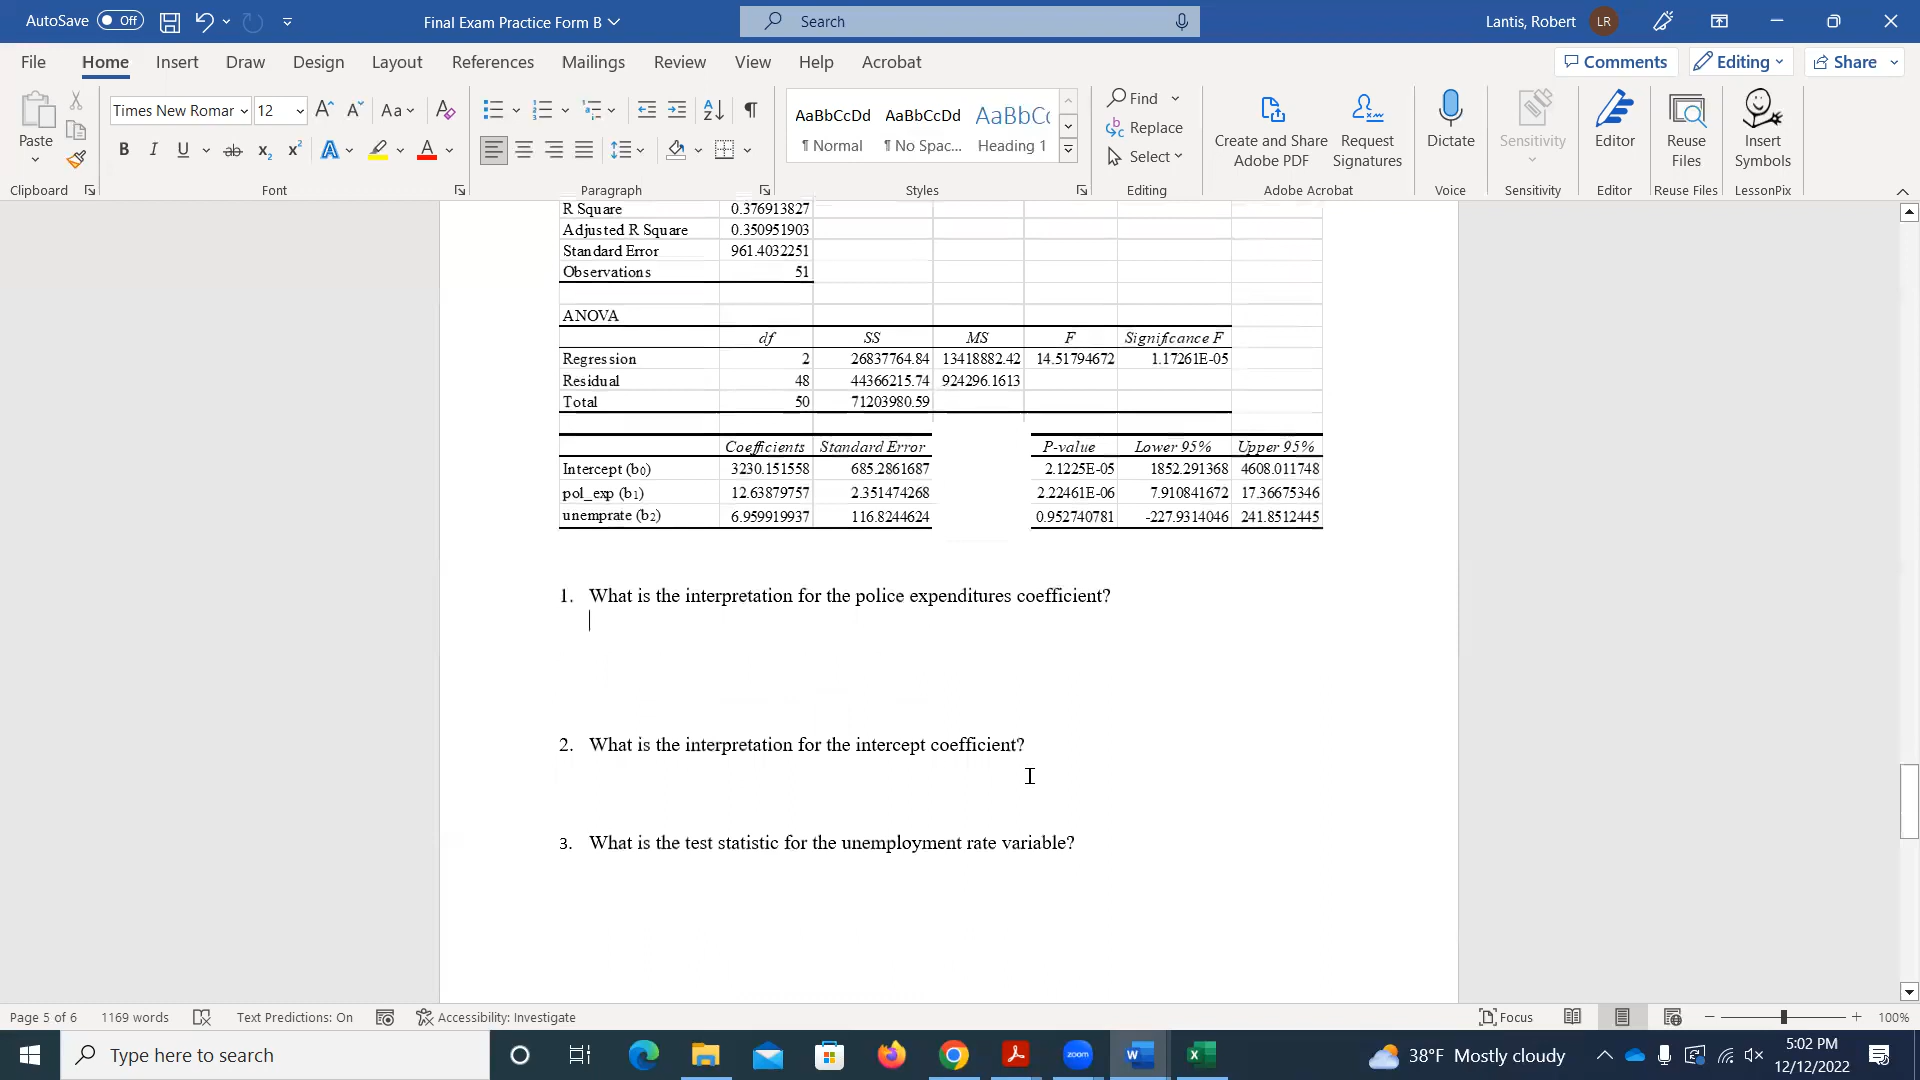 AutoSave Off Final Exam Practice Form B Search Lantis, Robert LR
File Home Insert Draw Design Layout References Mailings Review View Help Acrobat Comments Editing Share
Times New Romar 12 Aa
AaBbCcDd AaBbCcDd AaBbCc
¶ Normal ¶ No Spac... Heading 1
Paste
Find
Replace
Select
Create and Share Adobe PDF
Request Signatures
Dictate
Sensitivity
Editor
Reuse Files
Insert Symbols
Clipboard Font Paragraph Styles Editing Adobe Acrobat Voice Sensitivity Editor Reuse Files LessonPix
R Square 0.376913827
Adjusted R Square 0.350951903
Standard Error 961.4032251
Observations 51
ANOVA
df SS MS F Significance F
Regression 2 26837764.84 13418882.42 14.51794672 1.17261E-05
Residual 48 44366215.74 924296.1613
Total 50 71203980.59
Coefficients Standard Error P-value Lower 95% Upper 95%
Intercept (b0) 3230.151558 685.2861687 2.1225E-05 1852.291368 4608.011748
pol_exp (b1) 12.63879757 2.351474268 2.22461E-06 7.910841672 17.36675346
unemprate (b2) 6.959919937 116.8244624 0.952740781 -227.9314046 241.8512445
1. What is the interpretation for the police expenditures coefficient?
2. What is the interpretation for the intercept coefficient?
3. What is the test statistic for the unemployment rate variable?
Page 5 of 6 1169 words Text Predictions: On Accessibility: Investigate Focus 100%
Type here to search zoom 38°F Mostly cloudy 5:02 PM
12/12/2022